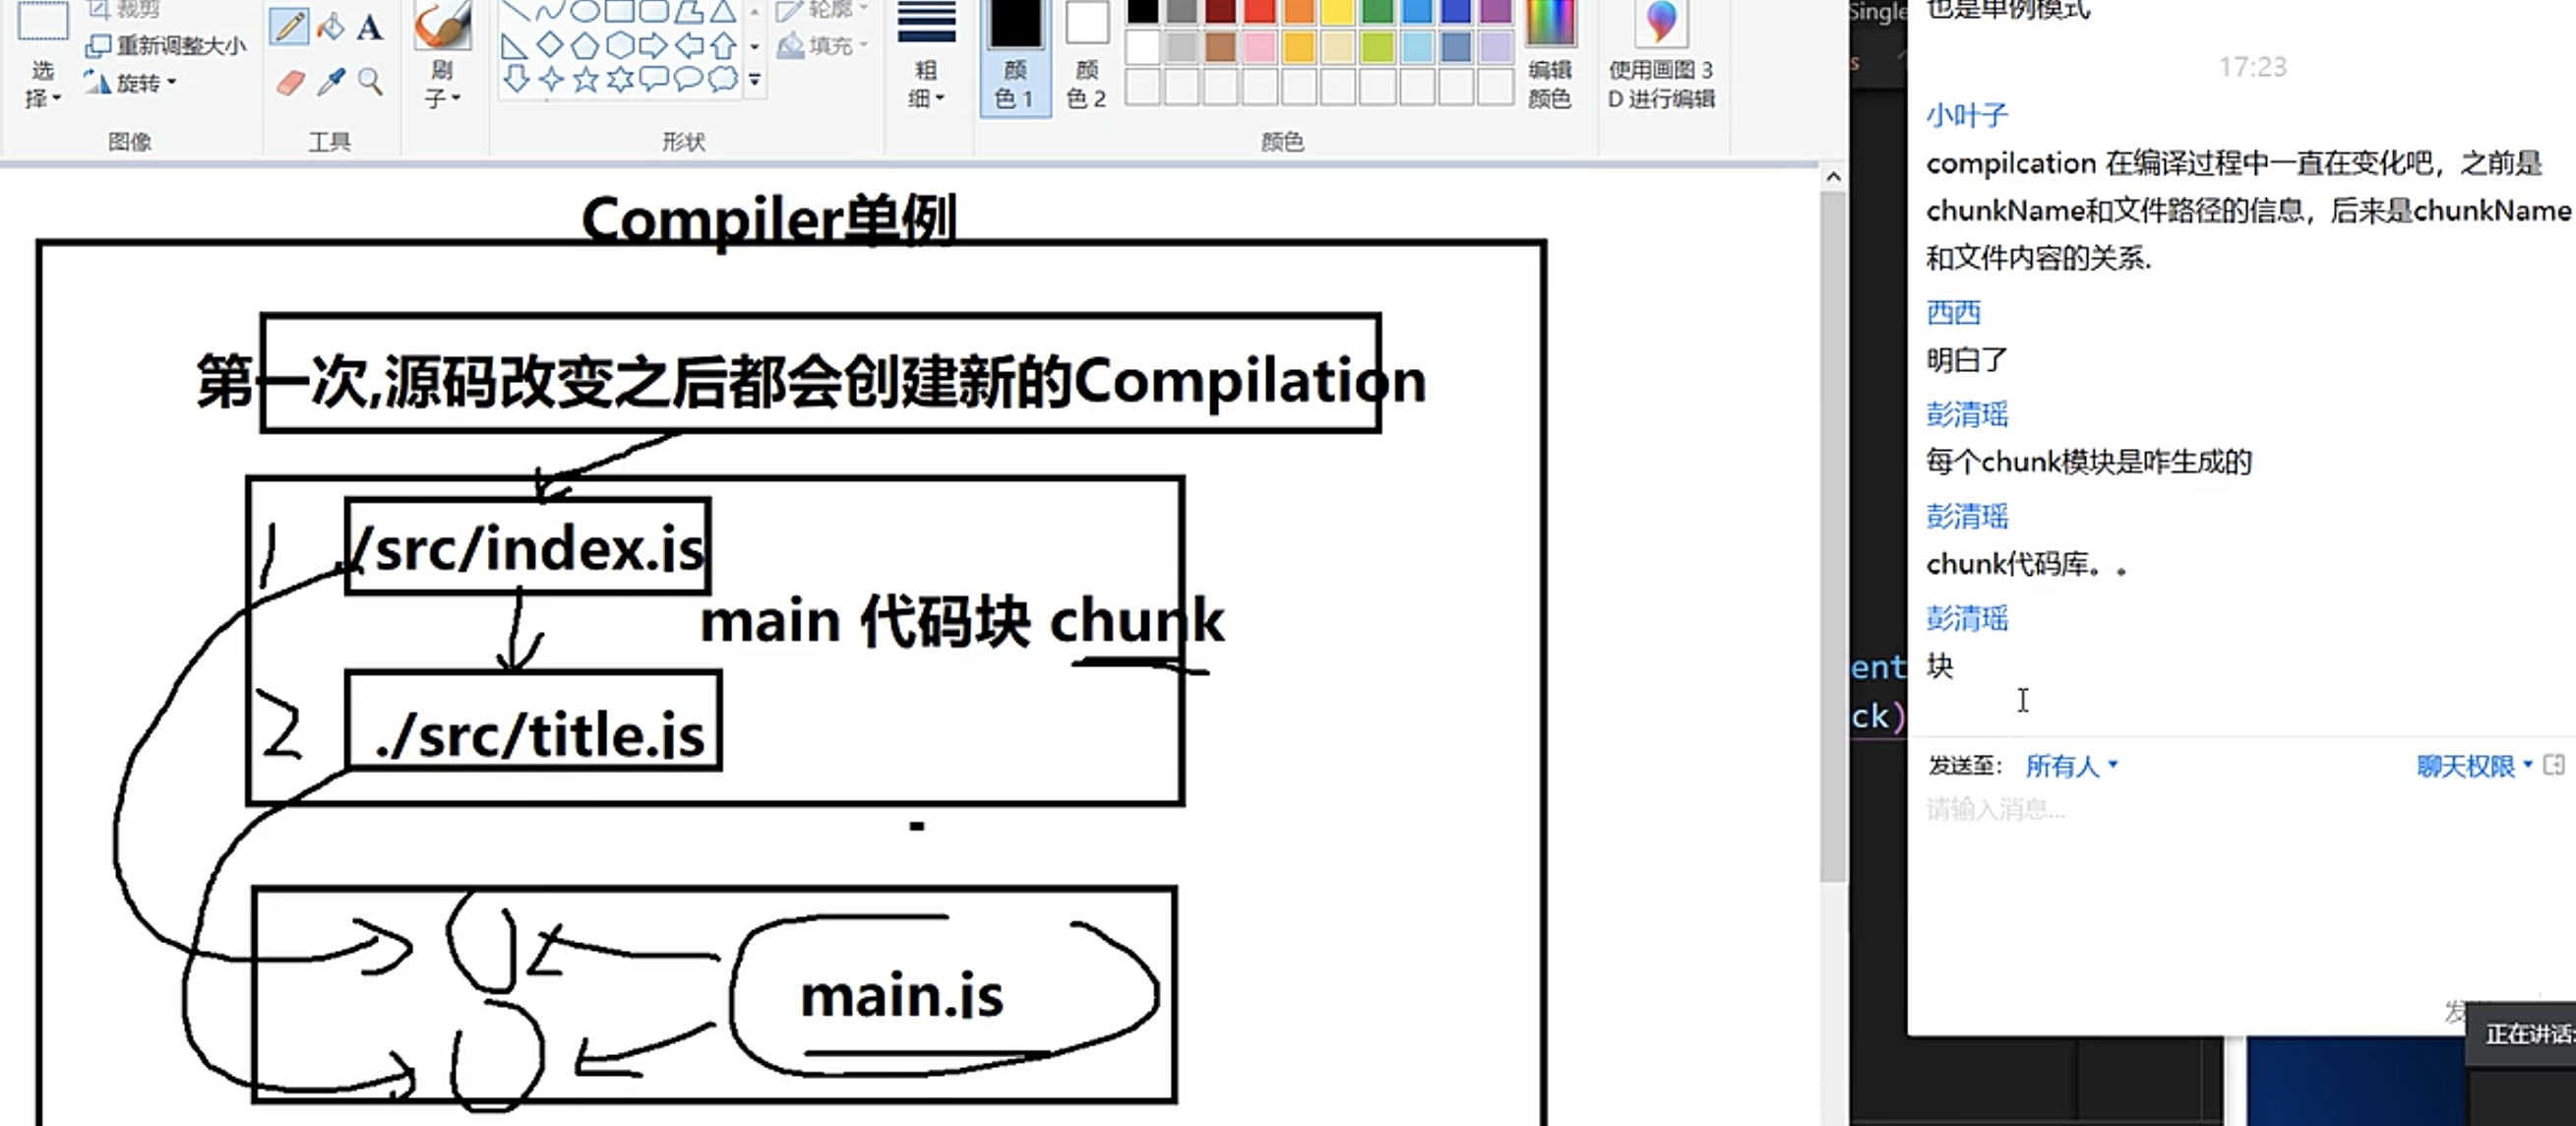 裁剪
重新调整大小
旋转
选
择
图像
工具
刷
子
形状
轮廓
填充
粗
细
颜
色 1
颜
色 2
编辑
颜色
颜色
使用画图 3
D 进行编辑
Compiler单例
第一次,源码改变之后都会创建新的Compilation
1
/src/index.js
main 代码块 chunk
2
./src/title.js
main.js
Single
s
ent
ck)
也是单例模式
17:23
小叶子
compilcation 在编译过程中一直在变化吧，之前是
chunkName和文件路径的信息，后来是chunkName
和文件内容的关系.
西西
明白了
彭清瑶
每个chunk模块是咋生成的
彭清瑶
chunk代码库。。
彭清瑶
块
发送至： 所有人
聊天权限
请输入消息...
正在讲话: